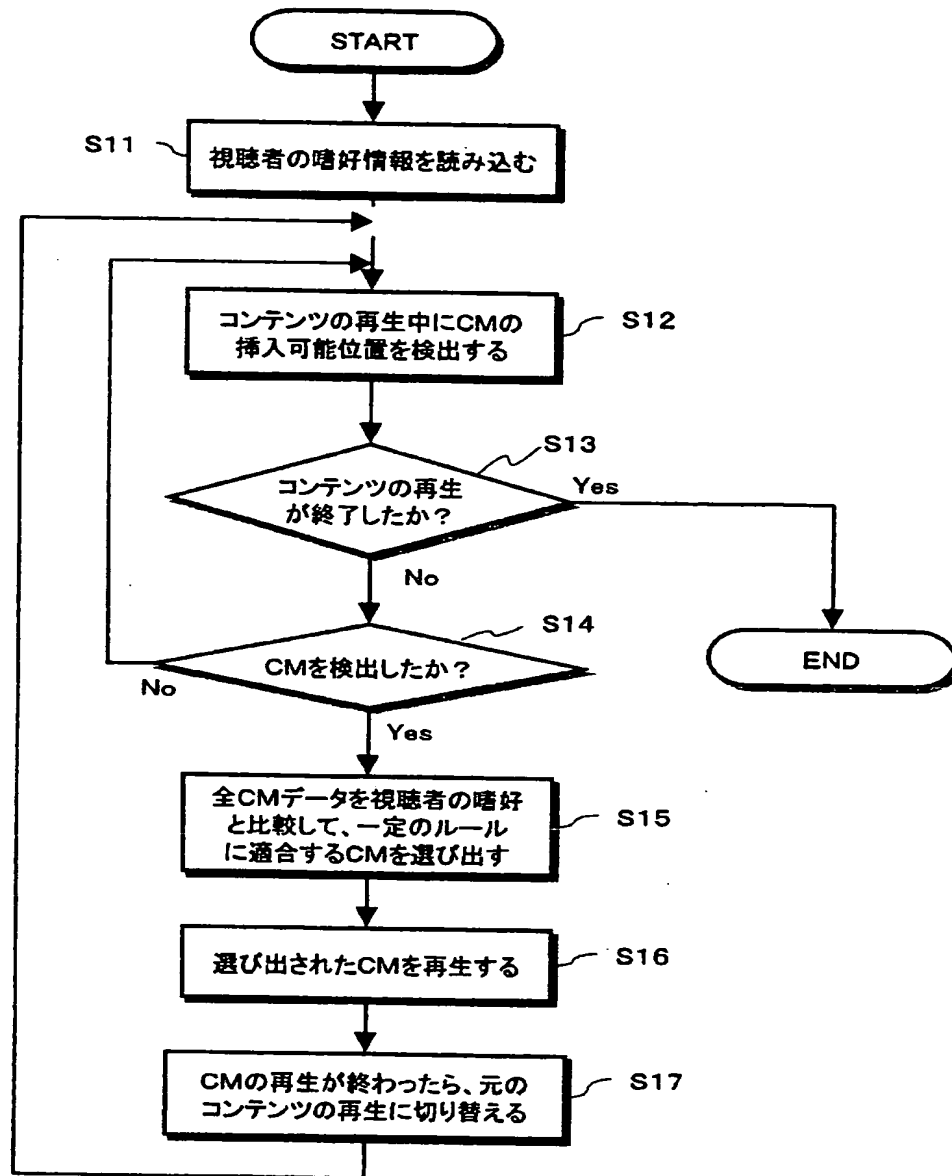 START
S11
視聴者の嗜好情報を読み込む
コンテンツの再生中にCMの
挿入可能位置を検出する
S12
S13
コンテンツの再生
が終了したか？
Yes
No
S14
CMを検出したか？
No
Yes
END
全CMデータを視聴者の嗜好
と比較して、一定のルール
に適合するCMを選び出す
S15
選び出されたCMを再生する
S16
CMの再生が終わったら、元の
コンテンツの再生に切り替える
S17